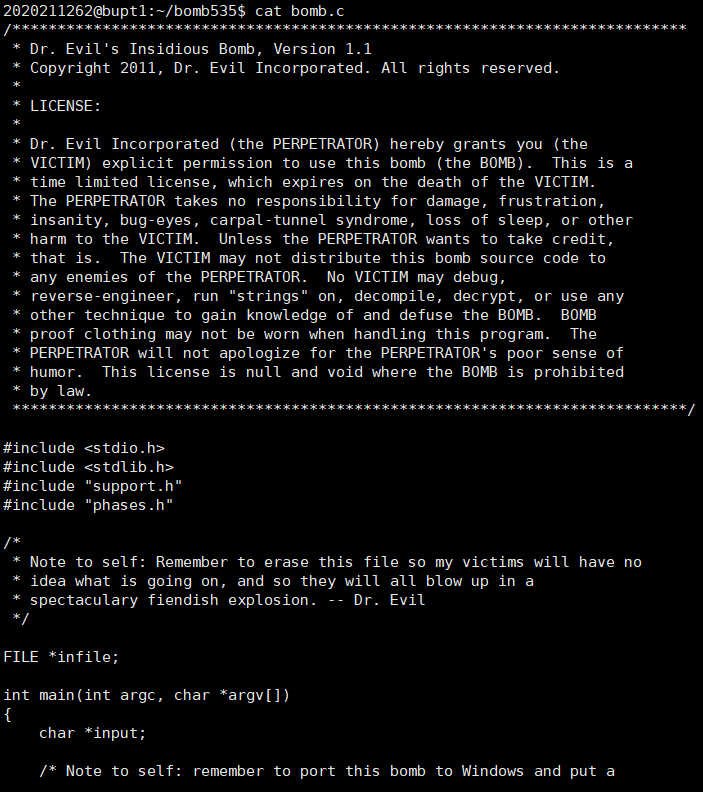 2020211262@bupt1:~/bomb535$ cat bomb.c
/***************************************************************************
 * Dr. Evil's Insidious Bomb, Version 1.1
 * Copyright 2011, Dr. Evil Incorporated. All rights reserved.
 *
 * LICENSE:
 *
 * Dr. Evil Incorporated (the PERPETRATOR) hereby grants you (the
 * VICTIM) explicit permission to use this bomb (the BOMB).  This is a
 * time limited license, which expires on the death of the VICTIM.
 * The PERPETRATOR takes no responsibility for damage, frustration,
 * insanity, bug-eyes, carpal-tunnel syndrome, loss of sleep, or other
 * harm to the VICTIM.  Unless the PERPETRATOR wants to take credit,
 * that is.  The VICTIM may not distribute this bomb source code to
 * any enemies of the PERPETRATOR.  No VICTIM may debug,
 * reverse-engineer, run "strings" on, decompile, decrypt, or use any
 * other technique to gain knowledge of and defuse the BOMB.  BOMB
 * proof clothing may not be worn when handling this program.  The
 * PERPETRATOR will not apologize for the PERPETRATOR's poor sense of
 * humor.  This license is null and void where the BOMB is prohibited
 * by law.
 ***************************************************************************/

#include <stdio.h>
#include <stdlib.h>
#include "support.h"
#include "phases.h"

/*
 * Note to self: Remember to erase this file so my victims will have no
 * idea what is going on, and so they will all blow up in a
 * spectaculary fiendish explosion. -- Dr. Evil
 */

FILE *infile;

int main(int argc, char *argv[])
{
    char *input;

    /* Note to self: remember to port this bomb to Windows and put a